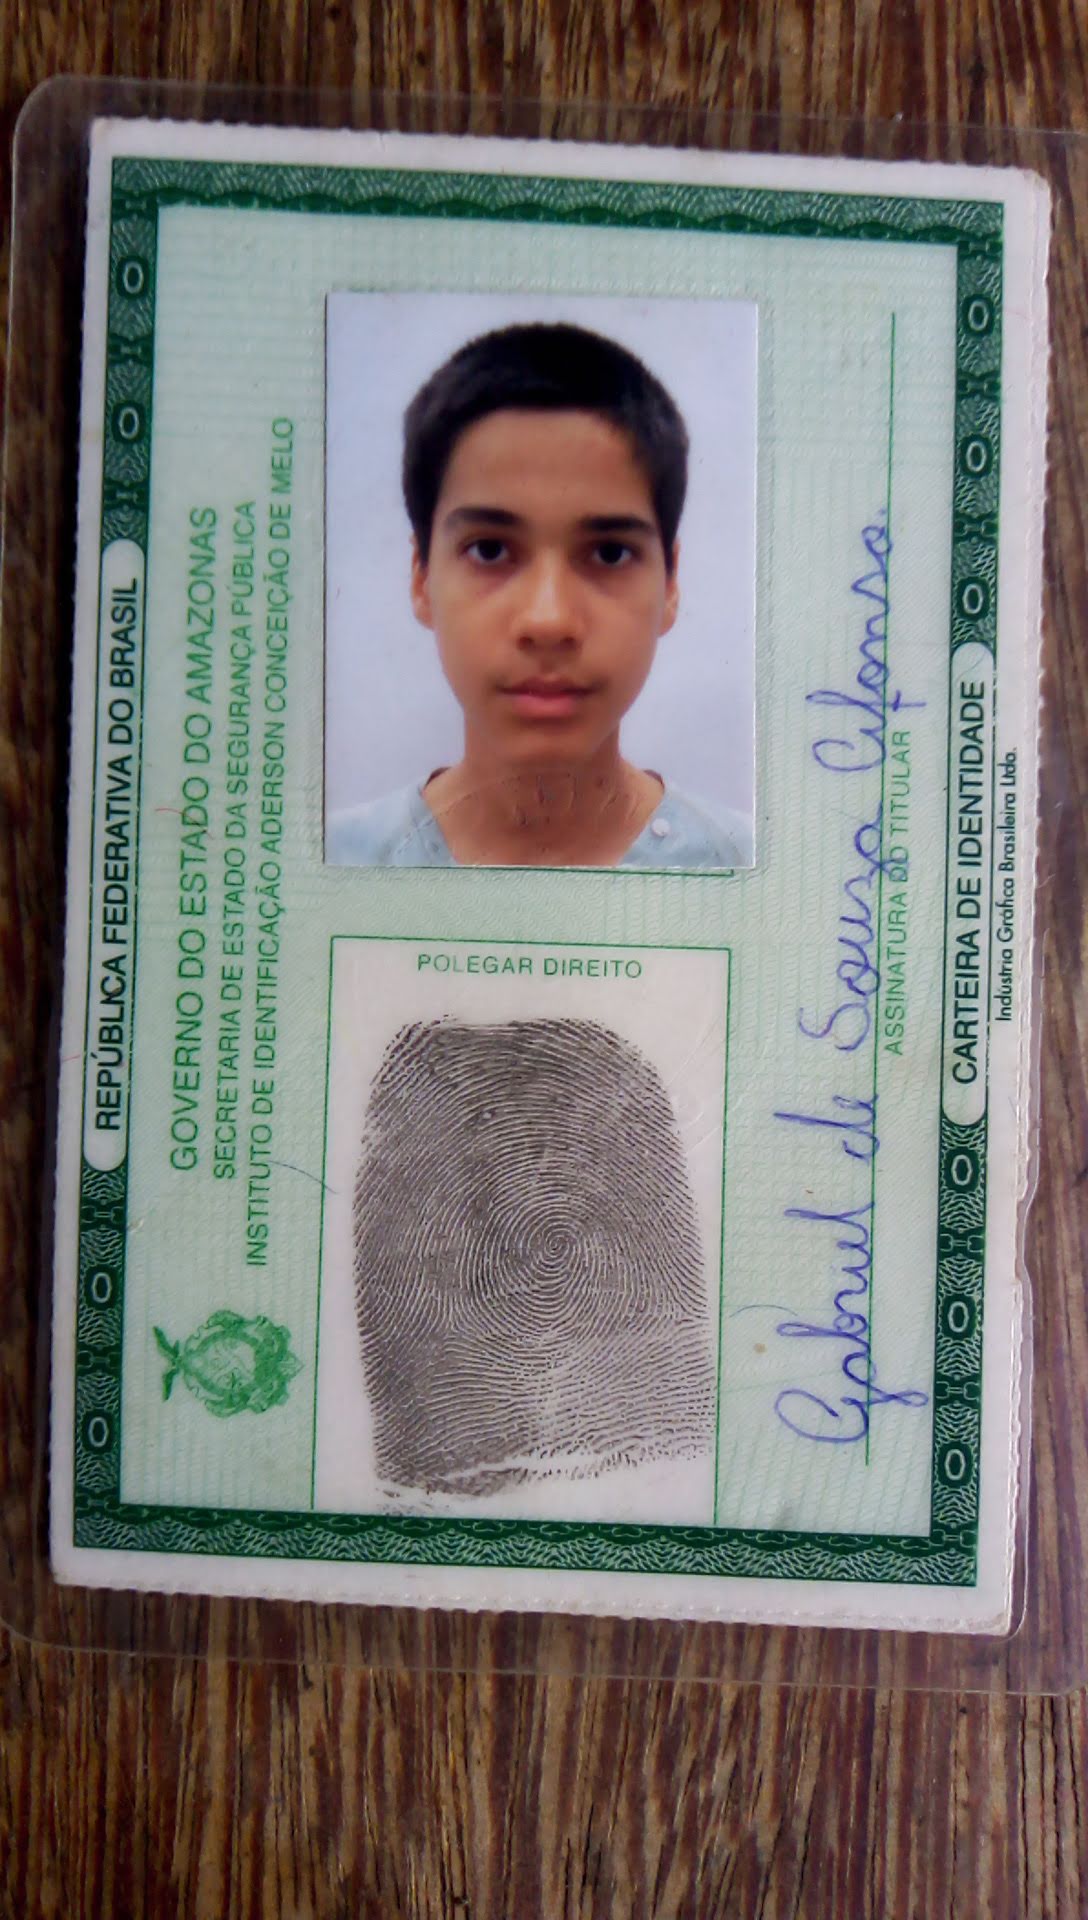 REPÚBLICA FEDERATIVA DO BRASIL
GOVERNO DO ESTADO DO AMAZONAS
SECRETARIA DE ESTADO DA SEGURANÇA PÚBLICA
INSTITUTO DE IDENTIFICAÇÃO ADERSON CONCEIÇÃO DE MELO
POLEGAR DIREITO
Gabriel de Souza Afonso.
ASSINATURA DO TITULAR
CARTEIRA DE IDENTIDADE
Indústria Gráfica Brasileira Ltda.